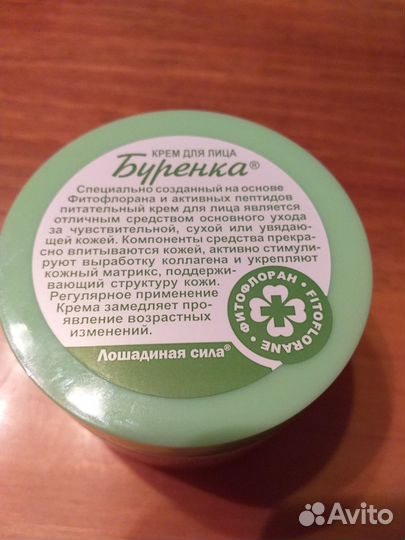 КРЕМ ДЛЯ ЛИЦА
Буренка®
Специально созданный на основе
Фитофлорана и активных пептидов
питательный крем для лица является
отличным средством основного ухода
за чувствительной, сухой или увядаю-
щей кожей. Компоненты средства прекра-
сно впитываются кожей, активно стимули-
руют выработку коллагена и укрепляют
кожный матрикс, поддержи-
вающий структуру кожи.
Регулярное применение
Крема замедляет про-
явление возрастных
изменений.
Лошадиная сила®
ФИТОФЛОРАН • FITOFLORANE •
Avito